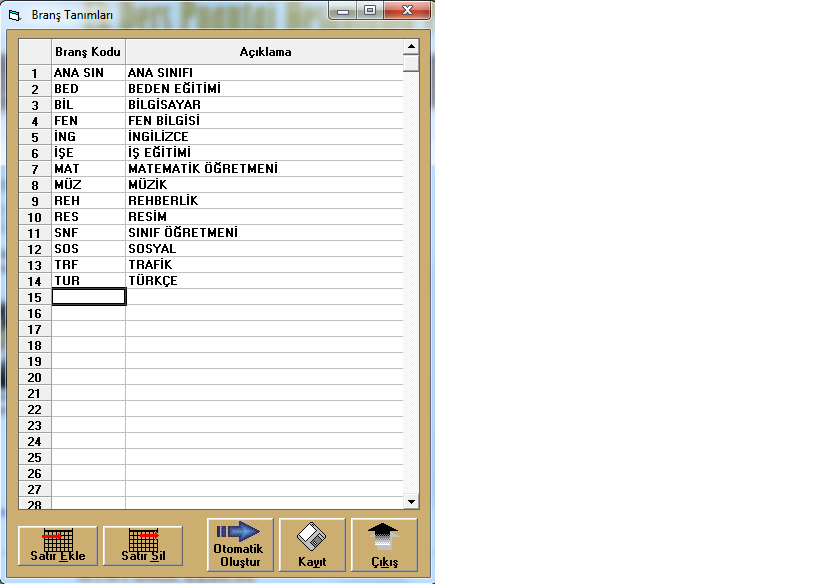 Branş Tanımları
Branş Kodu Açıklama
1 ANA SIN ANA SINIFI
2 BED BEDEN EĞİTİMİ
3 BİL BİLGİSAYAR
4 FEN FEN BİLGİSİ
5 İNG İNGİLİZCE
6 İŞE İŞ EĞİTİMİ
7 MAT MATEMATİK ÖĞRETMENİ
8 MÜZ MÜZİK
9 REH REHBERLİK
10 RES RESİM
11 SNF SINIF ÖĞRETMENİ
12 SOS SOSYAL
13 TRF TRAFİK
14 TUR TÜRKÇE
15
16
17
18
19
20
21
22
23
24
25
26
27
28
Satır Ekle Satır Sil Otomatik
Oluştur Kayıt Çıkış